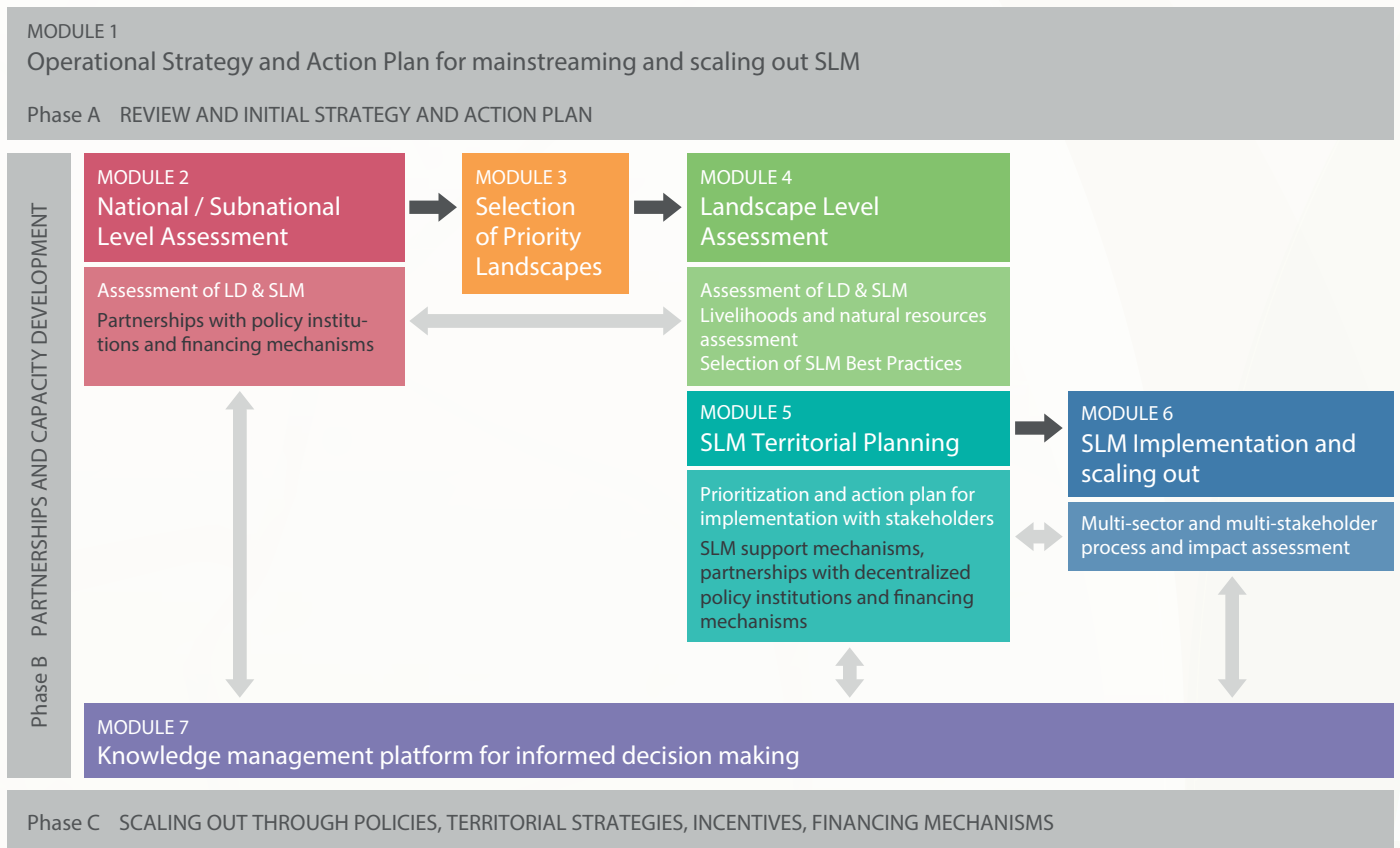 MODULE 1
Operational Strategy and Action Plan for mainstreaming and scaling out SLM
Phase A REVIEW AND INITIAL STRATEGY AND ACTION PLAN
Phase B PARTNERSHIPS AND CAPACITY DEVELOPMENT
MODULE 2
National / Subnational
Level Assessment
Assessment of LD & SLM
Partnerships with policy institu-
tions and financing mechanisms
MODULE 3
Selection
of Priority
Landscapes
MODULE 4
Landscape Level
Assessment
Assessment of LD & SLM
Livelihoods and natural resources
assessment
Selection of SLM Best Practices
MODULE 5
SLM Territorial Planning
Prioritization and action plan for
implementation with stakeholders
SLM support mechanisms,
partnerships with decentralized
policy institutions and financing
mechanisms
MODULE 6
SLM Implementation and
scaling out
Multi-sector and multi-stakeholder
process and impact assessment
MODULE 7
Knowledge management platform for informed decision making
Phase C SCALING OUT THROUGH POLICIES, TERRITORIAL STRATEGIES, INCENTIVES, FINANCING MECHANISMS